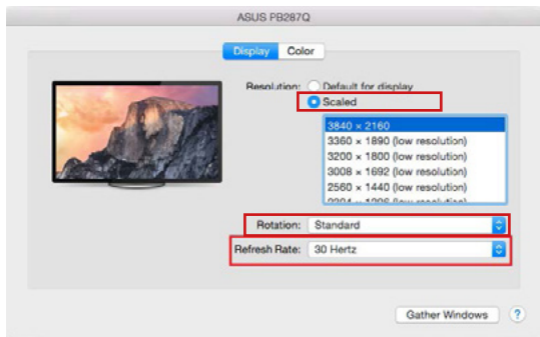 ASUS PB287Q
Display Color
Resolution: Default for display
Scaled
3840 × 2160
3360 × 1890 (low resolution)
3200 × 1800 (low resolution)
3008 × 1692 (low resolution)
2560 × 1440 (low resolution)
Rotation: Standard
Refresh Rate: 30 Hertz
Gather Windows ?